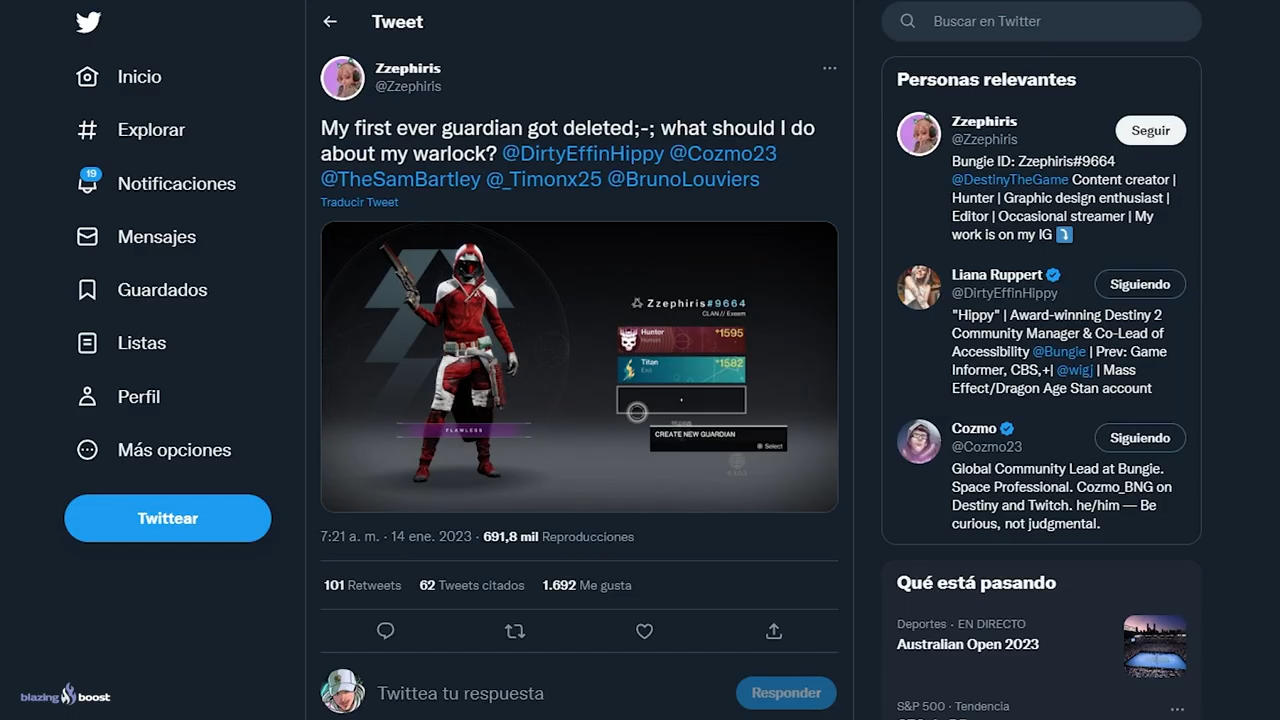 Inicio
Explorar
19
Notificaciones
Mensajes
Guardados
Listas
Perfil
Más opciones
Twittear
blazing boost
Tweet
Zzephiris
@Zzephiris
My first ever guardian got deleted;-; what should I do
about my warlock? @DirtyEffinHippy @Cozmo23
@TheSamBartley @_Timonx25 @BrunoLouviers
Traducir Tweet
Zzephiris#9664
CLAN // Exeem
Hunter
Human
1595
Titan
Exo
1582
FLAWLESS
CREATE NEW GUARDIAN
Select
7:21 a. m. · 14 ene. 2023 · 691,8 mil Reproducciones
101 Retweets 62 Tweets citados 1.692 Me gusta
Twittea tu respuesta
Responder
Buscar en Twitter
Personas relevantes
Zzephiris
@Zzephiris
Seguir
Bungie ID: Zzephiris#9664
@DestinyTheGame Content creator |
Hunter | Graphic design enthusiast |
Editor | Occasional streamer | My
work is on my IG
Liana Ruppert
@DirtyEffinHippy
Siguiendo
"Hippy" | Award-winning Destiny 2
Community Manager & Co-Lead of
Accessibility @Bungie | Prev: Game
Informer, CBS,+| @wigj | Mass
Effect/Dragon Age Stan account
Cozmo
@Cozmo23
Siguiendo
Global Community Lead at Bungie.
Space Professional. Cozmo_BNG on
Destiny and Twitch. he/him — Be
curious, not judgmental.
Qué está pasando
Deportes · EN DIRECTO
Australian Open 2023
S&P 500 · Tendencia